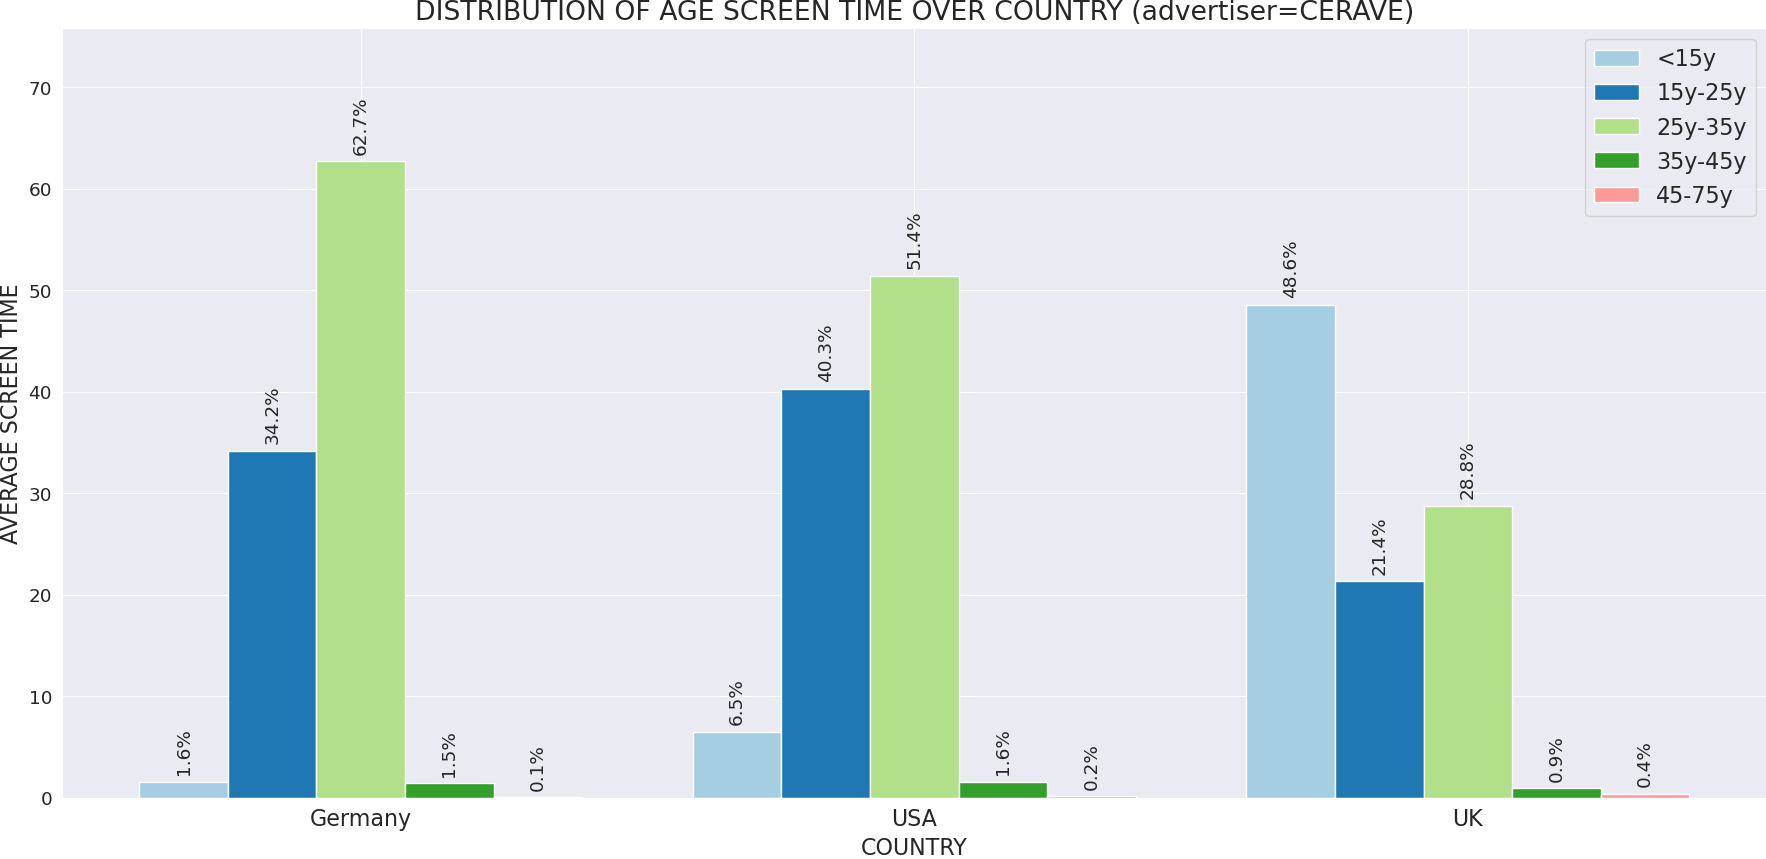 DISTRIBUTION OF AGE SCREEN TIME OVER COUNTRY (advertiser=CERAVE)
AVERAGE SCREEN TIME
70
60
50
40
30
20
10
0
1.6%
34.2%
62.7%
1.5%
0.1%
6.5%
40.3%
51.4%
1.6%
0.2%
48.6%
21.4%
28.8%
0.9%
0.4%
<15y
15y-25y
25y-35y
35y-45y
45-75y
Germany
USA
UK
COUNTRY